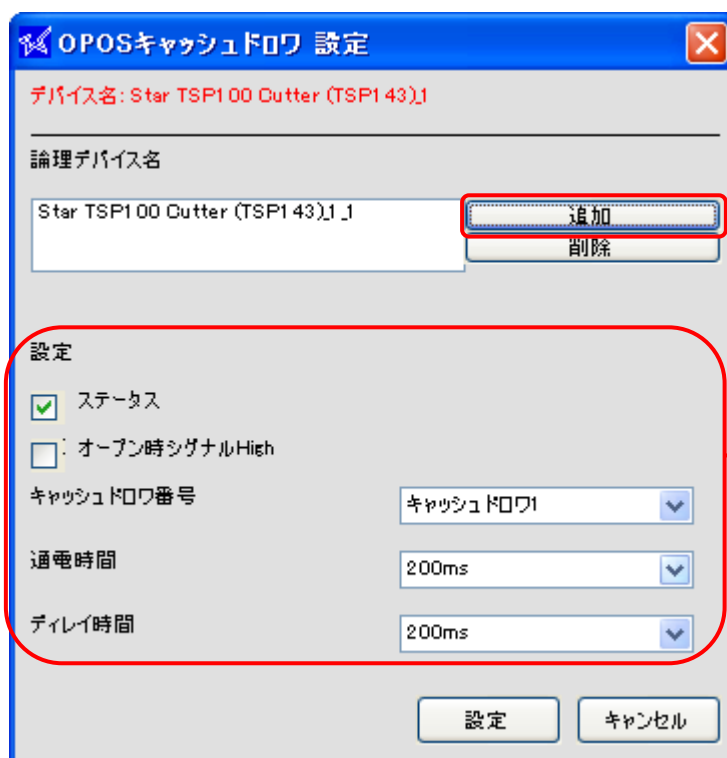 OPOSキャッシュドロワ 設定
デバイス名: Star TSP100 Cutter (TSP143)_1
論理デバイス名
Star TSP100 Cutter (TSP143)_1_1
追加
削除
設定
ステータス
オープン時シグナルHigh
キャッシュドロワ番号
キャッシュドロワ1
通電時間
200ms
ディレイ時間
200ms
設定
キャンセル